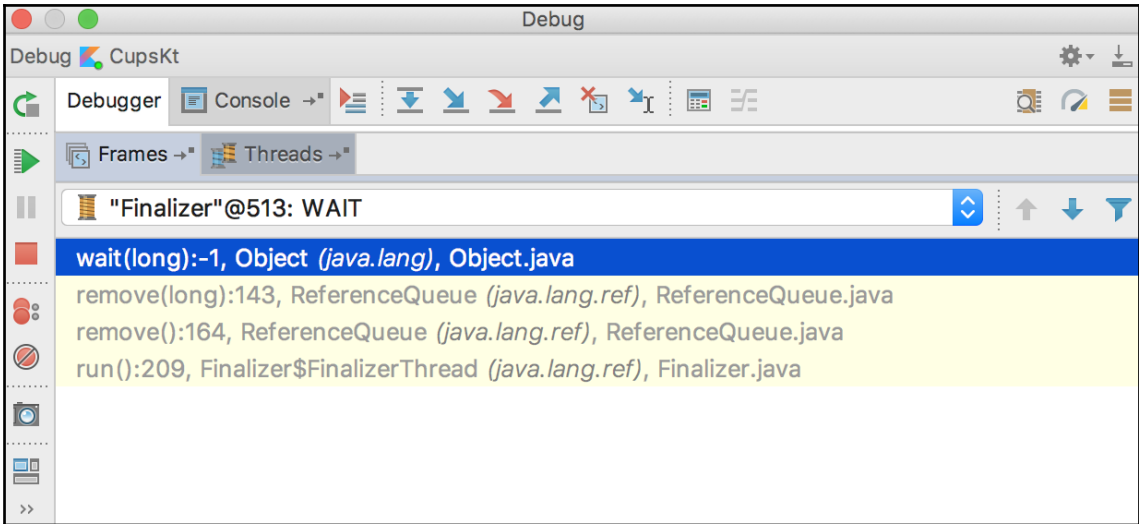 Debug
Debug CupsKt
Debugger Console
Frames Threads
"Finalizer"@513: WAIT
wait(long):-1, Object (java.lang), Object.java
remove(long):143, ReferenceQueue (java.lang.ref), ReferenceQueue.java
remove():164, ReferenceQueue (java.lang.ref), ReferenceQueue.java
run():209, Finalizer$FinalizerThread (java.lang.ref), Finalizer.java